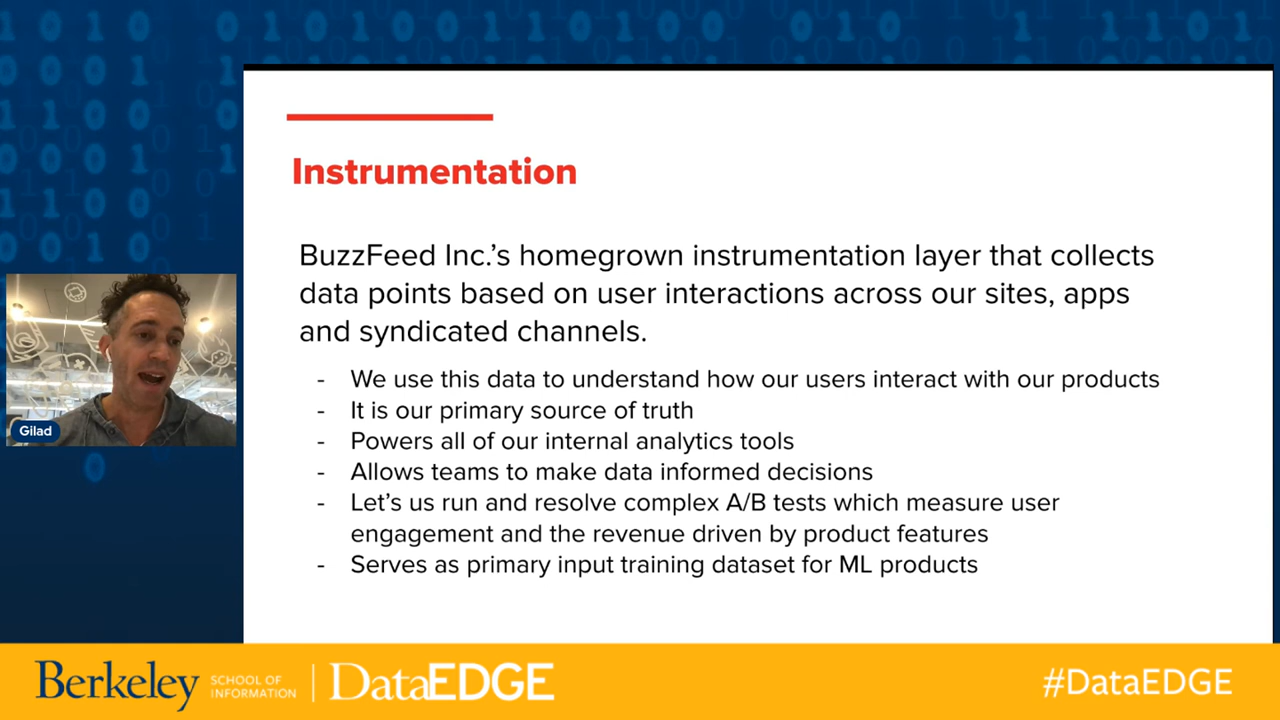 Instrumentation
BuzzFeed Inc.’s homegrown instrumentation layer that collects
data points based on user interactions across our sites, apps
and syndicated channels.
- We use this data to understand how our users interact with our products
- It is our primary source of truth
- Powers all of our internal analytics tools
- Allows teams to make data informed decisions
- Let’s us run and resolve complex A/B tests which measure user
engagement and the revenue driven by product features
- Serves as primary input training dataset for ML products
Gilad
Berkeley SCHOOL OF
INFORMATION
DataEDGE
#DataEDGE